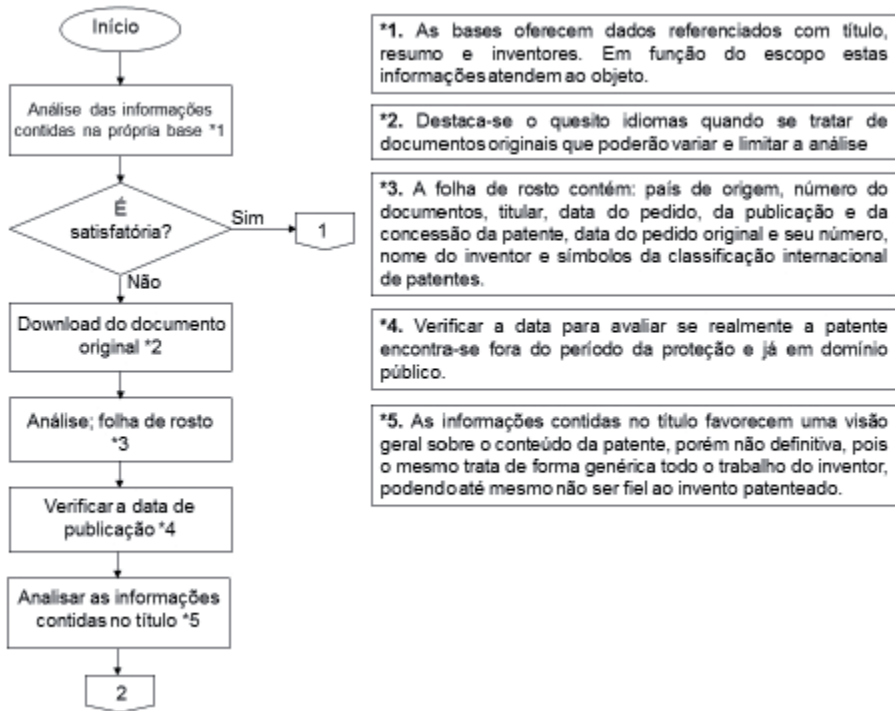 Início
Análise das informações
contidas na própria base *1
É
satisfatória?
Sim
1
Não
Download do documento
original *2
Análise; folha de rosto
*3
Verificar a data de
publicação *4
Analisar as informações
contidas no título *5
2
*1. As bases oferecem dados referenciados com título,
resumo e inventores. Em função do escopo estas
informações atendem ao objeto.
*2. Destaca-se o quesito idiomas quando se tratar de
documentos originais que poderão variar e limitar a análise
*3. A folha de rosto contém: país de origem, número do
documentos, titular, data do pedido, da publicação e da
concessão da patente, data do pedido original e seu número,
nome do inventor e símbolos da classificação internacional
de patentes.
*4. Verificar a data para avaliar se realmente a patente
encontra-se fora do período da proteção e já em domínio
público.
*5. As informações contidas no título favorecem uma visão
geral sobre o conteúdo da patente, porém não definitiva, pois
o mesmo trata de forma genérica todo o trabalho do inventor,
podendo até mesmo não ser fiel ao invento patenteado.